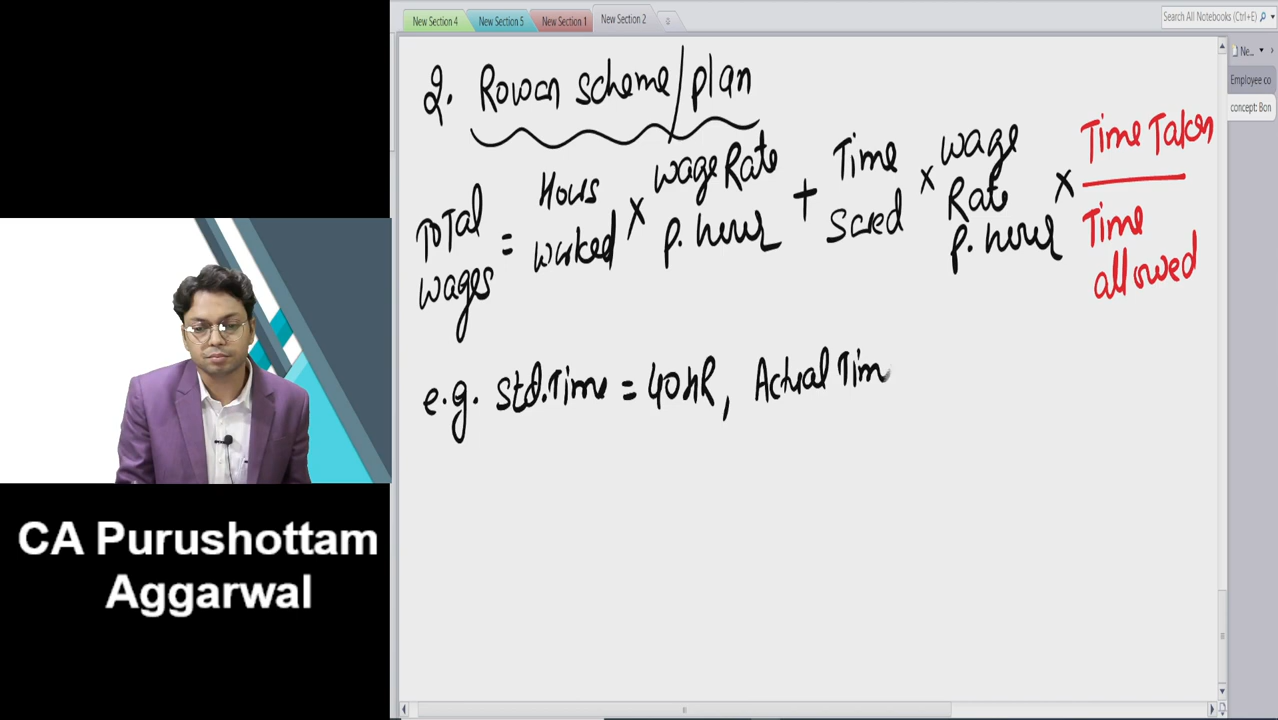 New Section 4 New Section 5 New Section 1 New Section 2
Search All Notebooks (Ctrl+E)
Ne...
Employee co
concept: Bon
2. Rowan scheme/plan
Total wages = Hours worked × wage Rate p. hour + Time saved × wage Rate p. hour × Time Taken / Time allowed
e.g. Std.Time = 40HR, Actual Tim
CA Purushottam
Aggarwal